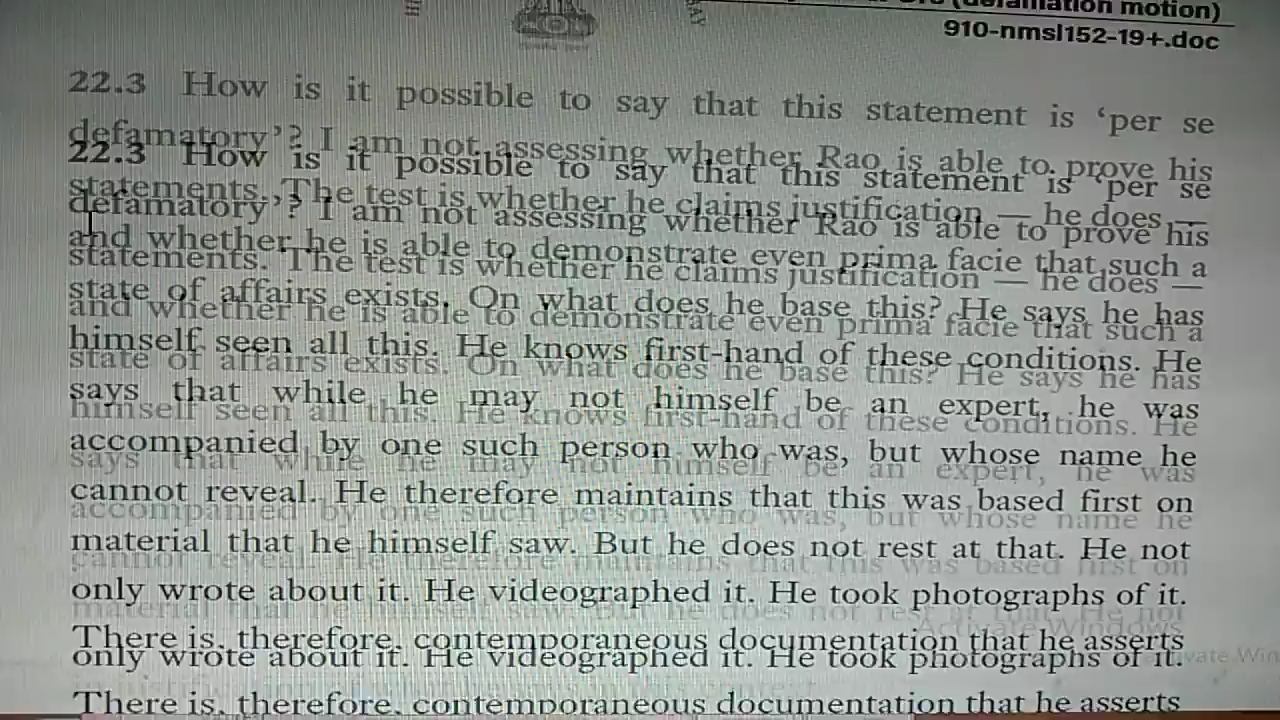 (defamation motion)
910-nmsl152-19+.doc
22.3 How is it possible to say that this statement is ‘per se
defamatory’? I am not assessing whether Rao is able to prove his
statements. The test is whether he claims justification — he does —
and whether he is able to demonstrate even prima facie that such a
state of affairs exists. On what does he base this? He says he has
himself seen all this. He knows first-hand of these conditions. He
says that while he may not himself be an expert, he was
accompanied by one such person who was, but whose name he
cannot reveal. He therefore maintains that this was based first on
material that he himself saw. But he does not rest at that. He not
only wrote about it. He videographed it. He took photographs of it.
There is, therefore, contemporaneous documentation that he asserts